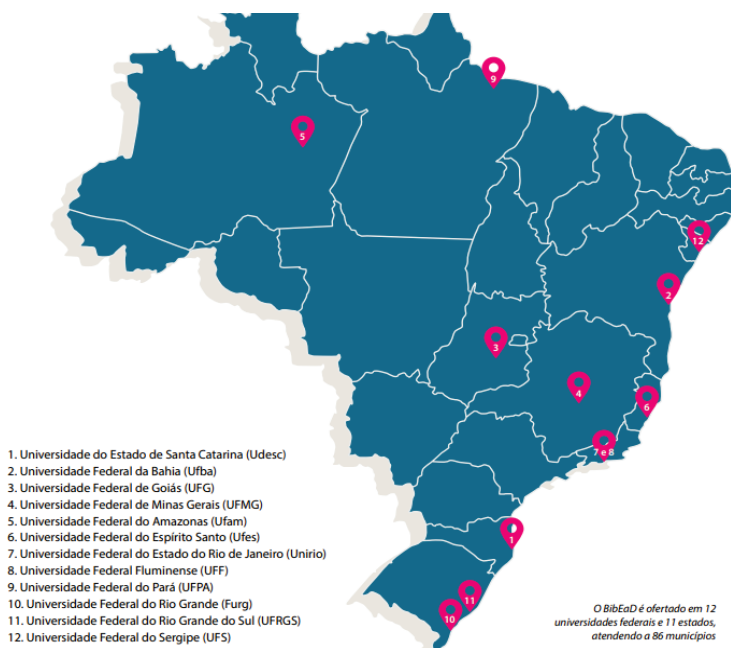 9
5
12
2
3
4
6
7 e 8
1. Universidade do Estado de Santa Catarina (Udesc)
2. Universidade Federal da Bahia (Ufba)
3. Universidade Federal de Goiás (UFG)
4. Universidade Federal de Minas Gerais (UFMG)
5. Universidade Federal do Amazonas (Ufam)
6. Universidade Federal do Espírito Santo (Ufes)
7. Universidade Federal do Estado do Rio de Janeiro (Unirio)
8. Universidade Federal Fluminense (UFF)
9. Universidade Federal do Pará (UFPA)
10. Universidade Federal do Rio Grande (Furg)
11. Universidade Federal do Rio Grande do Sul (UFRGS)
12. Universidade Federal do Sergipe (UFS)
1
11
10
O BibEaD é ofertado em 12
universidades federais e 11 estados,
atendendo a 86 municípios